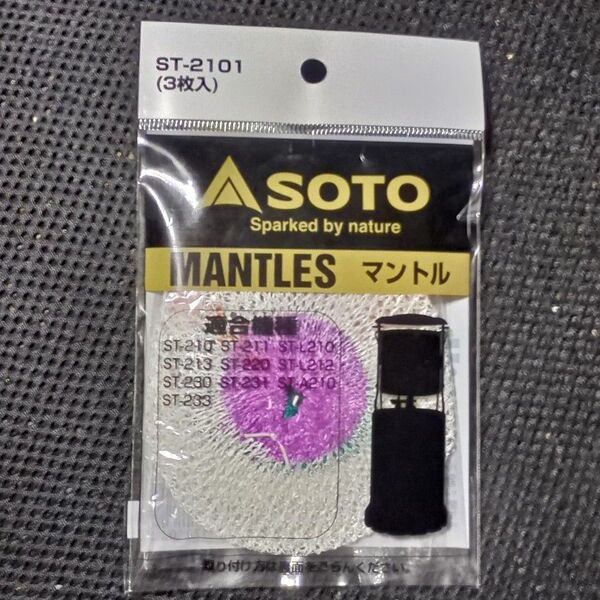 ST-2101
(3枚入)
SOTO
Sparked by nature
MANTLES マントル
適合機種
ST-210 ST-211 ST-L210
ST-213 ST-220 ST-L212
ST-230 ST-231 ST-A210
ST-233
取り付け方は裏面をごらんください。